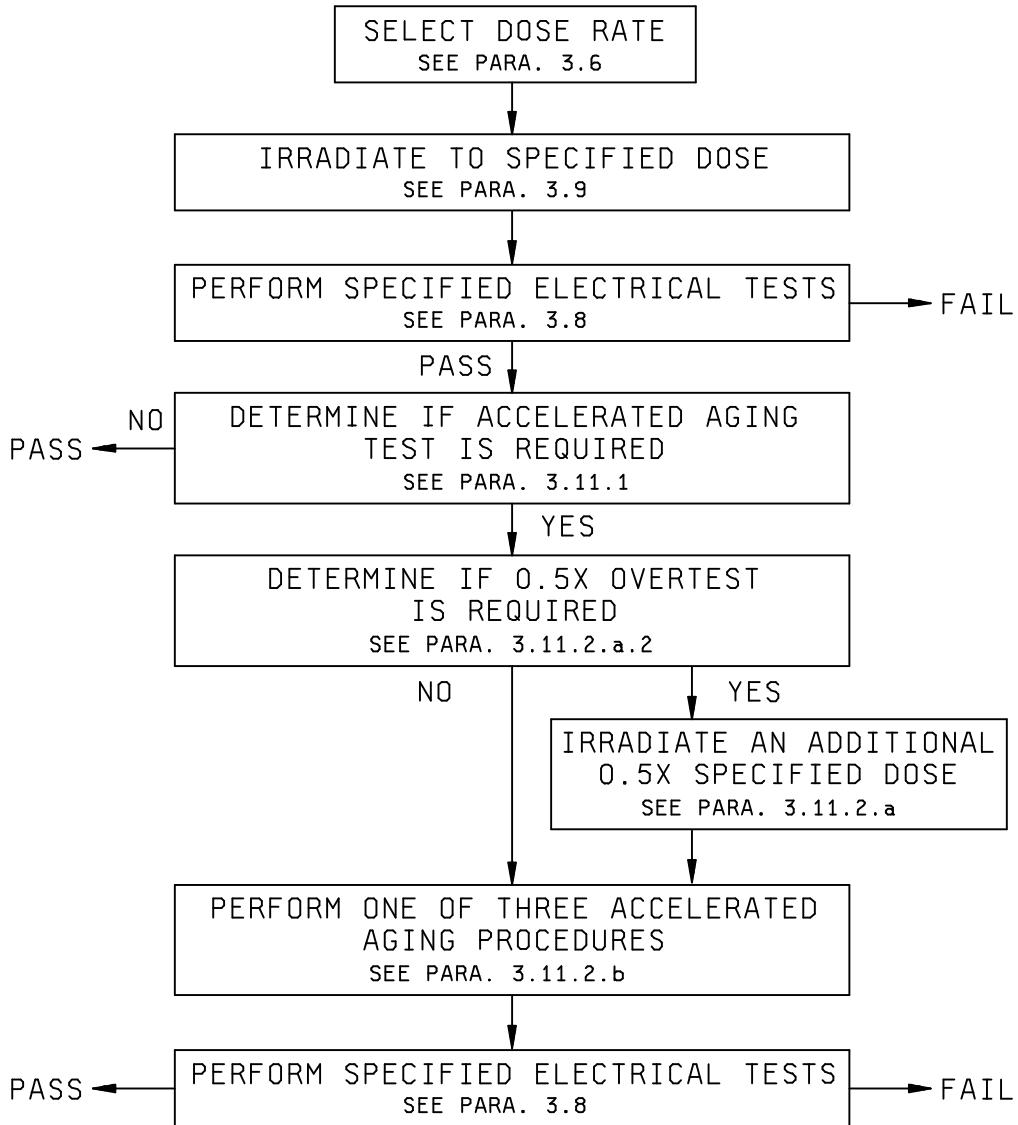 SELECT DOSE RATE
SEE PARA. 3.6
IRRADIATE TO SPECIFIED DOSE
SEE PARA. 3.9
PERFORM SPECIFIED ELECTRICAL TESTS
SEE PARA. 3.8
FAIL
PASS
DETERMINE IF ACCELERATED AGING
TEST IS REQUIRED
SEE PARA. 3.11.1
NO
PASS
YES
DETERMINE IF 0.5X OVERTEST
IS REQUIRED
SEE PARA. 3.11.2.a.2
NO
YES
IRRADIATE AN ADDITIONAL
0.5X SPECIFIED DOSE
SEE PARA. 3.11.2.a
PERFORM ONE OF THREE ACCELERATED
AGING PROCEDURES
SEE PARA. 3.11.2.b
PASS
PERFORM SPECIFIED ELECTRICAL TESTS
SEE PARA. 3.8
FAIL